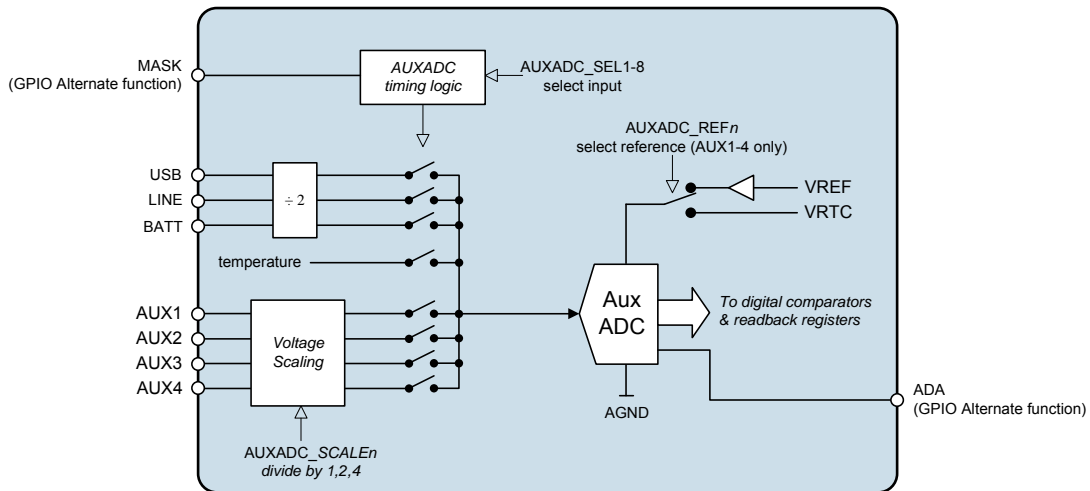 MASK
(GPIO Alternate function)
AUXADC
timing logic
AUXADC_SEL1-8
select input
AUXADC_REFn
select reference (AUX1-4 only)
USB
LINE
BATT
÷ 2
VREF
VRTC
temperature
AUX1
AUX2
AUX3
AUX4
Voltage
Scaling
Aux
ADC
To digital comparators
& readback registers
AGND
ADA
(GPIO Alternate function)
AUXADC_SCALEn
divide by 1,2,4